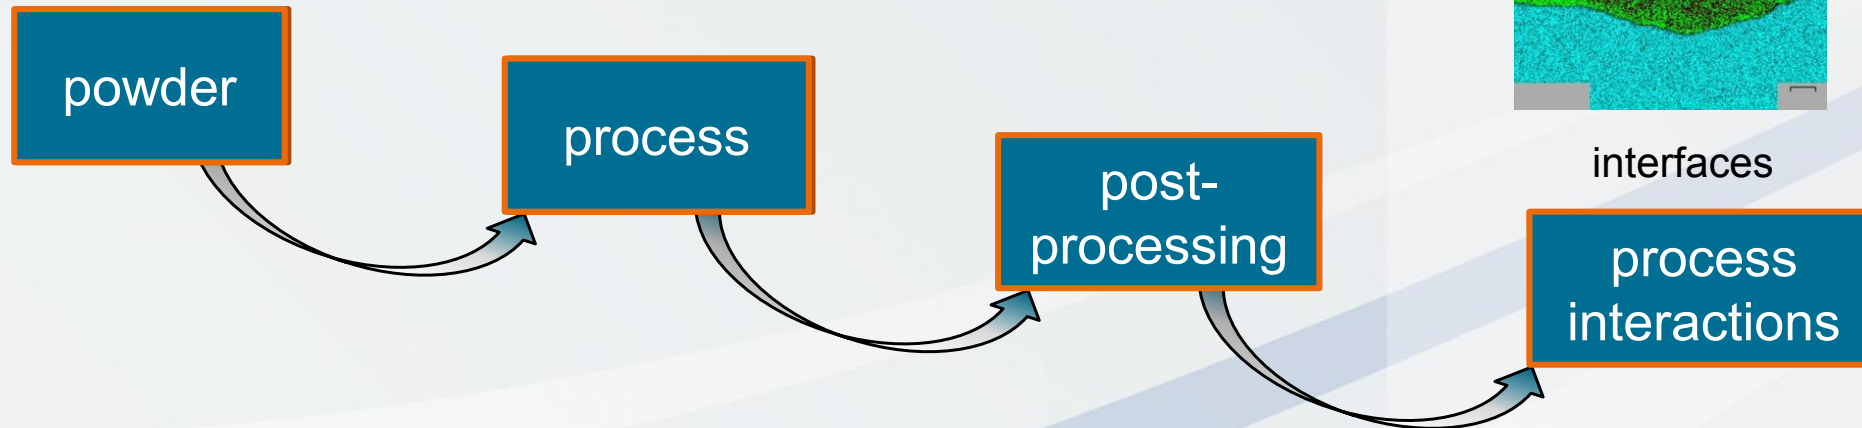 powder
process
post-
processing
interfaces
process
interactions